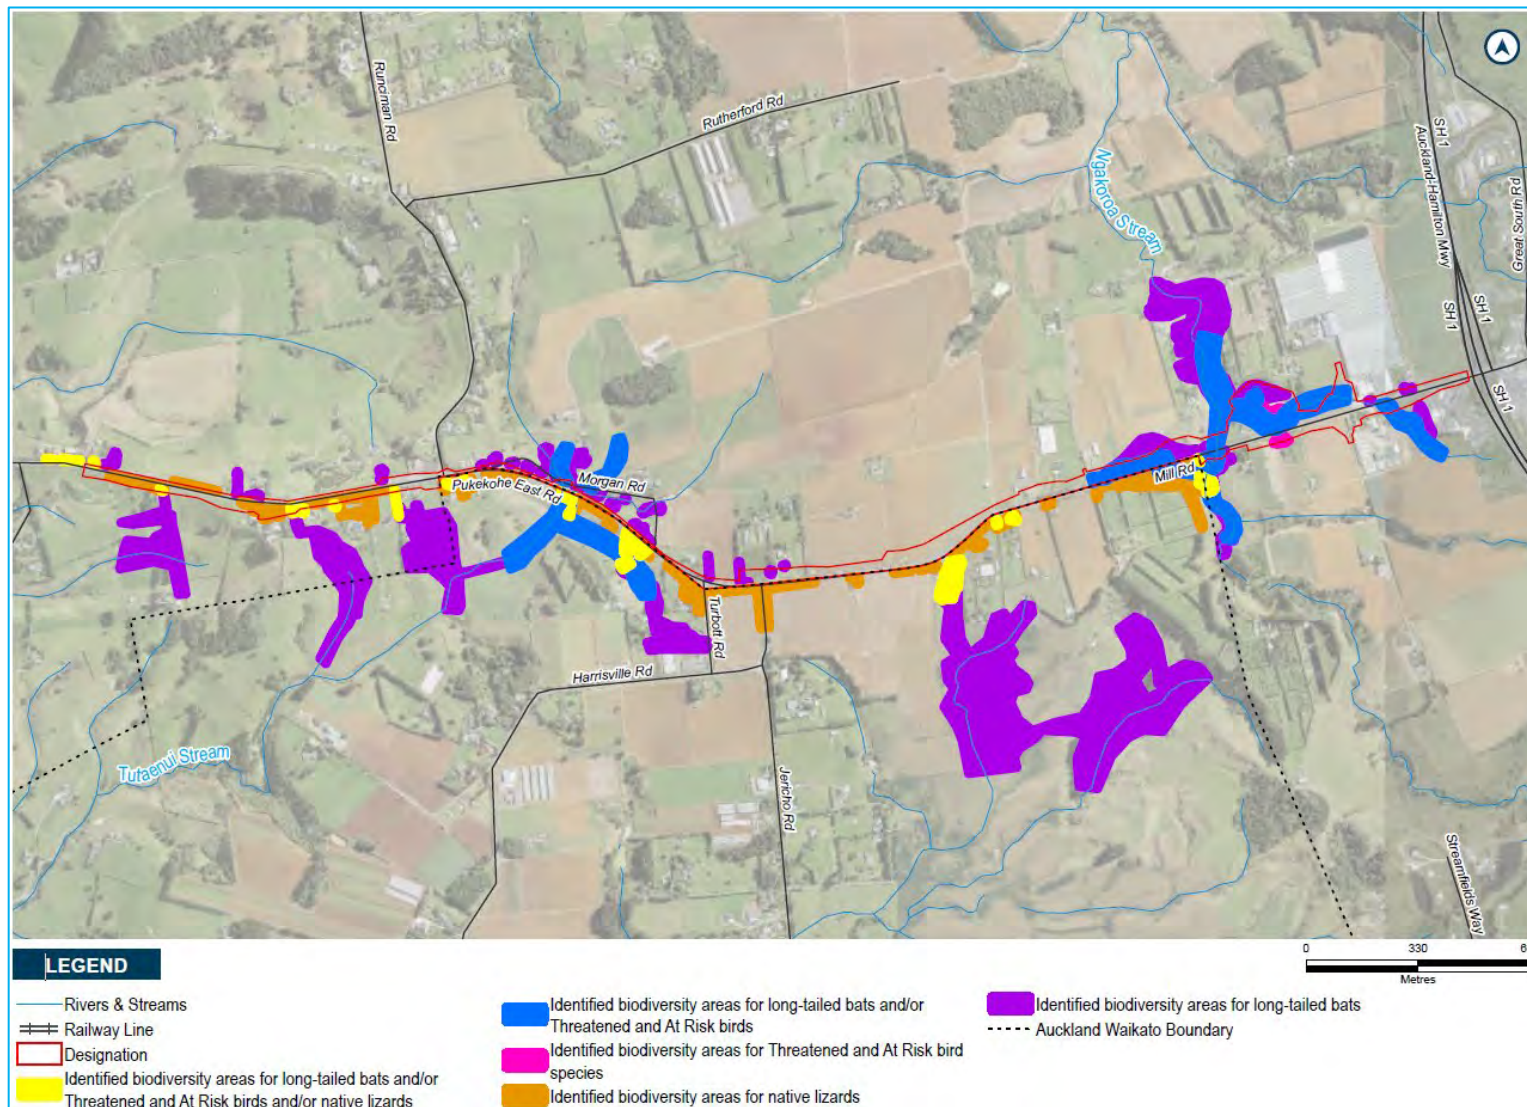 Runciman Rd
Rutherford Rd
Ngakoroa Stream
SH 1
Auckland-Hamilton Mwy
Great South Rd
SH 1
SH 1
SH 1
Morgan Rd
Pukekohe East Rd
Mill Rd
Turbott Rd
Harrisville Rd
Jericho Rd
Tutaenui Stream
Streamfields Way
LEGEND
0 330 6
Metres
Rivers & Streams
Railway Line
Designation
Identified biodiversity areas for long-tailed bats and/or
Threatened and At Risk birds and/or native lizards
Identified biodiversity areas for long-tailed bats and/or
Threatened and At Risk birds
Identified biodiversity areas for Threatened and At Risk bird
species
Identified biodiversity areas for native lizards
Identified biodiversity areas for long-tailed bats
Auckland Waikato Boundary